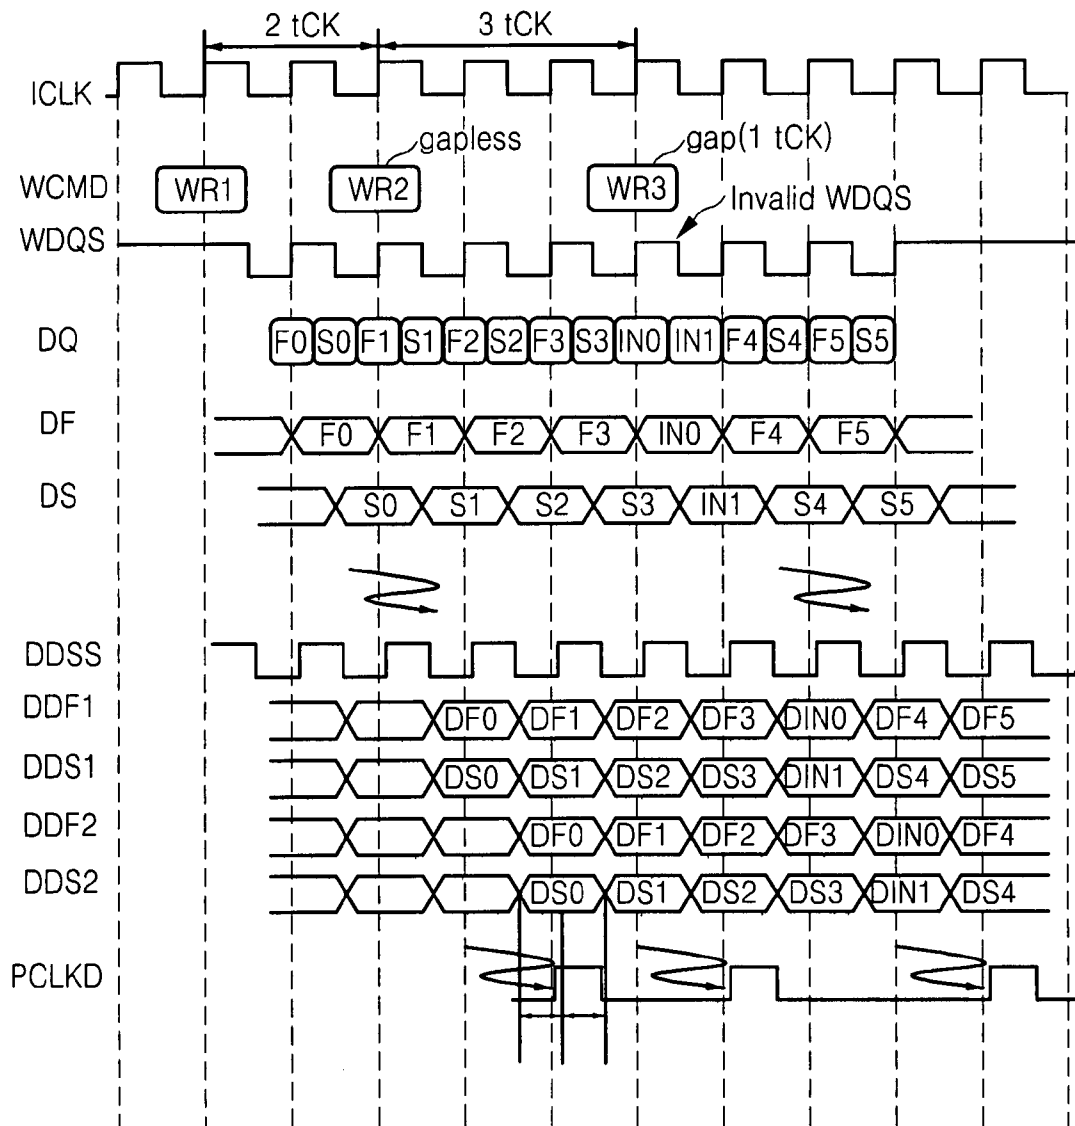 2 tCK 3 tCK
ICLK
gapless gap(1 tCK)
WCMD WR1 WR2 WR3
Invalid WDQS
WDQS
DQ F0 S0 F1 S1 F2 S2 F3 S3 IN0 IN1 F4 S4 F5 S5
DF F0 F1 F2 F3 IN0 F4 F5
DS S0 S1 S2 S3 IN1 S4 S5
DDSS
DDF1 DF0 DF1 DF2 DF3 DIN0 DF4 DF5
DDS1 DS0 DS1 DS2 DS3 DIN1 DS4 DS5
DDF2 DF0 DF1 DF2 DF3 DIN0 DF4
DDS2 DS0 DS1 DS2 DS3 DIN1 DS4
PCLKD